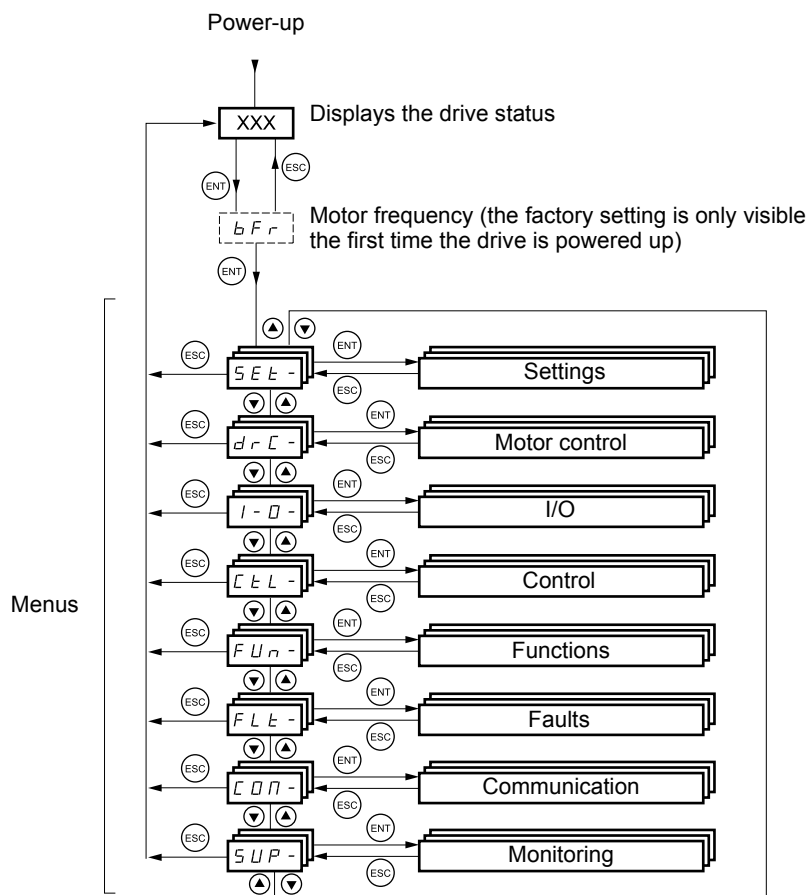 Power-up
XXX
Displays the drive status
ENT
ESC
bFr
Motor frequency (the factory setting is only visible
the first time the drive is powered up)
ENT
Menus
ESC
SEt-
ENT
ESC
Settings
ESC
drC-
ENT
ESC
Motor control
ESC
I-O-
ENT
ESC
I/O
ESC
CtL-
ENT
ESC
Control
ESC
FUn-
ENT
ESC
Functions
ESC
FLt-
ENT
ESC
Faults
ESC
COM-
ENT
ESC
Communication
ESC
SUP-
ENT
ESC
Monitoring